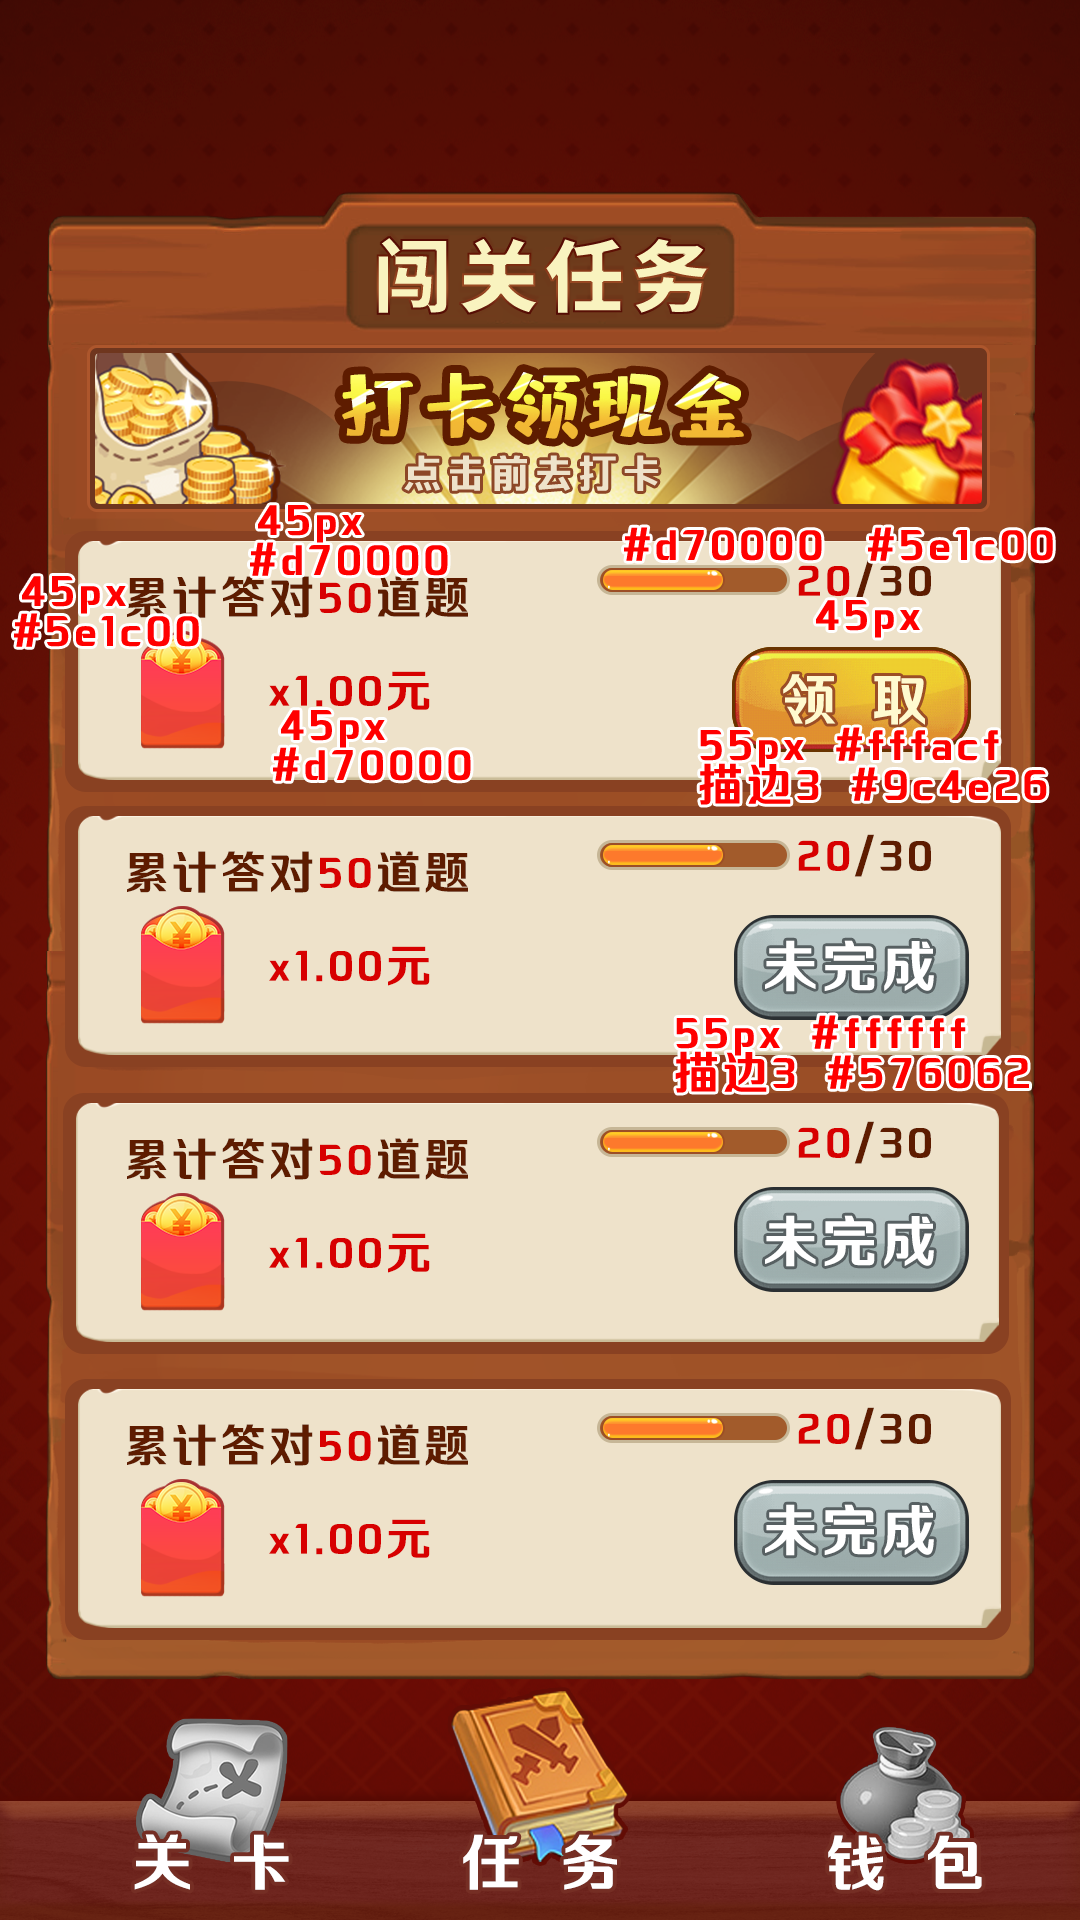 闯关任务
打卡领现金
点击前去打卡
45px
#d70000
#d70000 #5e1c00
45px
#5e1c00
累计答对50道题
20/30
45px
¥
x1.00元
领 取
45px
#d70000
55px #fffacf
描边3 #9c4e26
累计答对50道题
20/30
¥
x1.00元
未完成
55px #ffffff
描边3 #576062
累计答对50道题
20/30
¥
x1.00元
未完成
累计答对50道题
20/30
¥
x1.00元
未完成
关 卡
任 务
钱 包